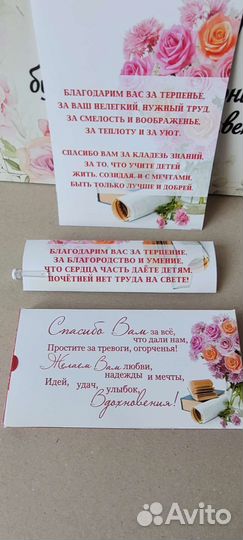 БЛАГОДАРИМ ВАС ЗА ТЕРПЕНЬЕ,
ЗА ВАШ НЕЛЕГКИЙ, НУЖНЫЙ ТРУД,
ЗА СМЕЛОСТЬ И ВООБРАЖЕНЬЕ,
ЗА ТЕПЛОТУ И ЗА УЮТ.
СПАСИБО ВАМ ЗА КЛАДЕЗЬ ЗНАНИЙ,
ЗА ТО, ЧТО УЧИТЕ ДЕТЕЙ
ЖИТЬ, СОЗИДАЯ, И С МЕЧТАМИ,
БЫТЬ ТОЛЬКО ЛУЧШЕ И ДОБРЕЙ.
БЛАГОДАРИМ ВАС ЗА ТЕРПЕНИЕ,
ЗА БЛАГОРОДСТВО И УМЕНИЕ,
ЧТО СЕРДЦА ЧАСТЬ ДАЁТЕ ДЕТЯМ,
ПОЧЁТНЕЙ НЕТ ТРУДА НА СВЕТЕ!
Спасибо Вам за всё,
что дали нам,
Простите за тревоги, огорченья!
Желаем Вам любви,
надежды и мечты,
Идей, удач, улыбок,
Вдохновения!
Avito